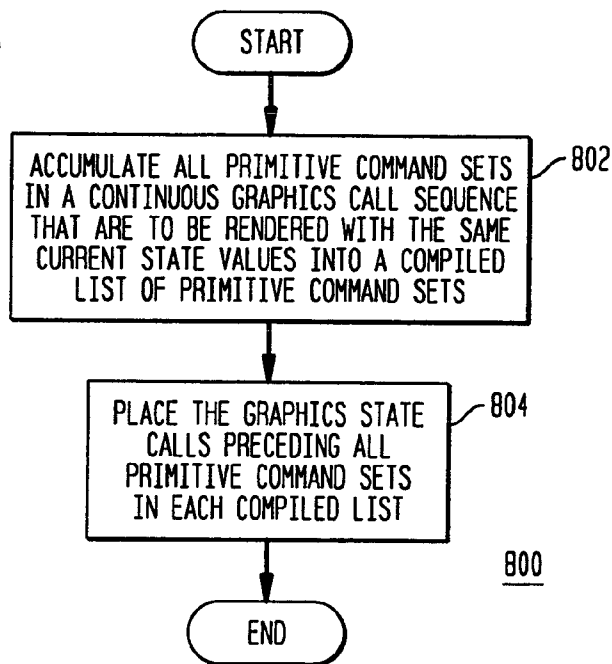 START
ACCUMULATE ALL PRIMITIVE COMMAND SETS
IN A CONTINUOUS GRAPHICS CALL SEQUENCE
THAT ARE TO BE RENDERED WITH THE SAME
CURRENT STATE VALUES INTO A COMPILED
LIST OF PRIMITIVE COMMAND SETS
802
PLACE THE GRAPHICS STATE
CALLS PRECEDING ALL
PRIMITIVE COMMAND SETS
IN EACH COMPILED LIST
804
800
END